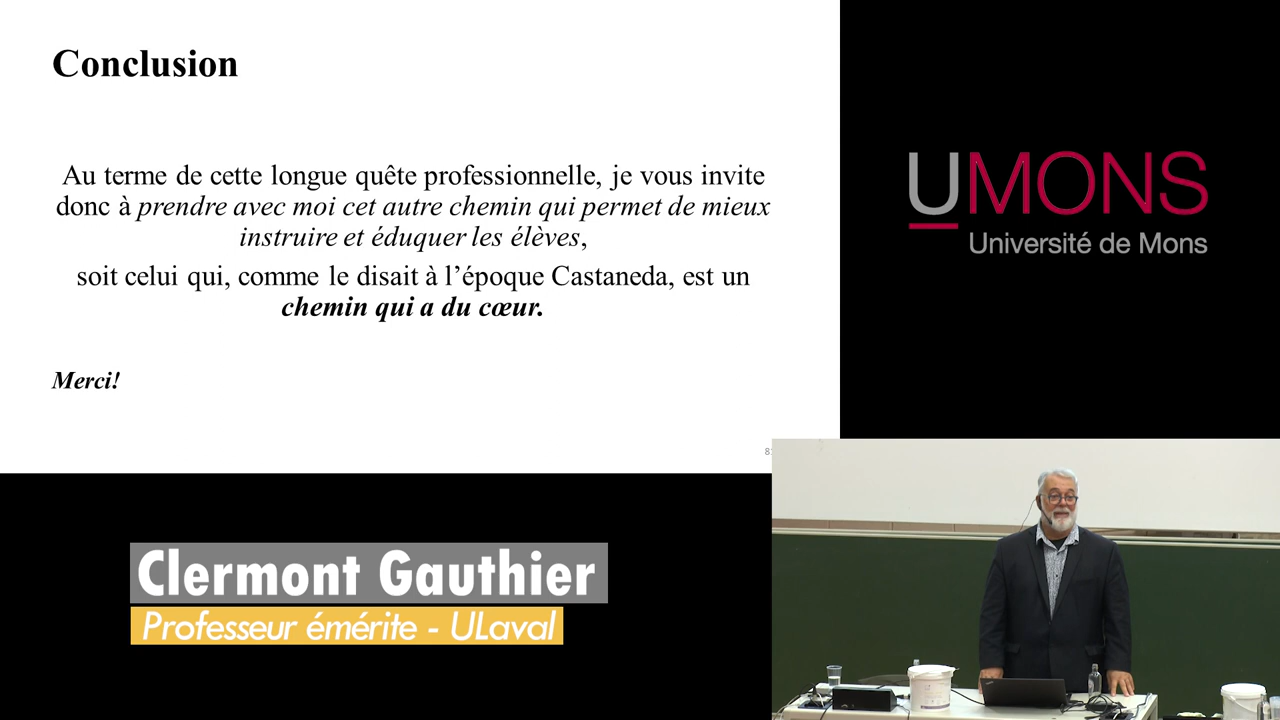 Conclusion
Au terme de cette longue quête professionnelle, je vous invite
donc à prendre avec moi cet autre chemin qui permet de mieux
instruire et éduquer les élèves,
soit celui qui, comme le disait à l’époque Castaneda, est un
chemin qui a du cœur.
Merci!
UMONS
Université de Mons
Clermont Gauthier
Professeur émérite - ULaval